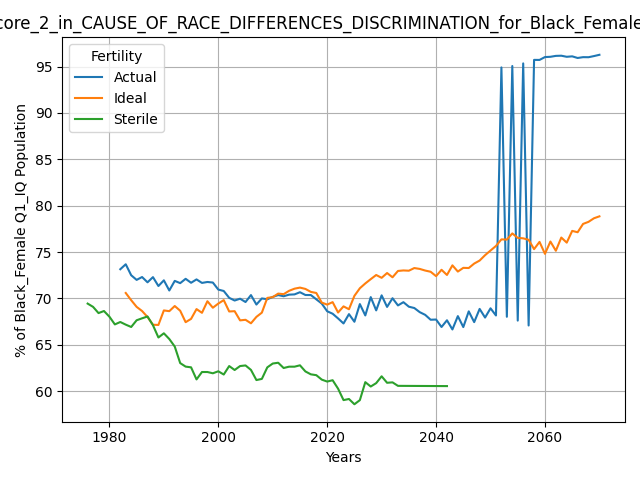 core_2_in_CAUSE_OF_RACE_DIFFERENCES_DISCRIMINATION_for_Black_Female
Fertility
Actual
Ideal
Sterile
% of Black_Female Q1_IQ Population
95
90
85
80
75
70
65
60
1980
2000
2020
2040
2060
Years